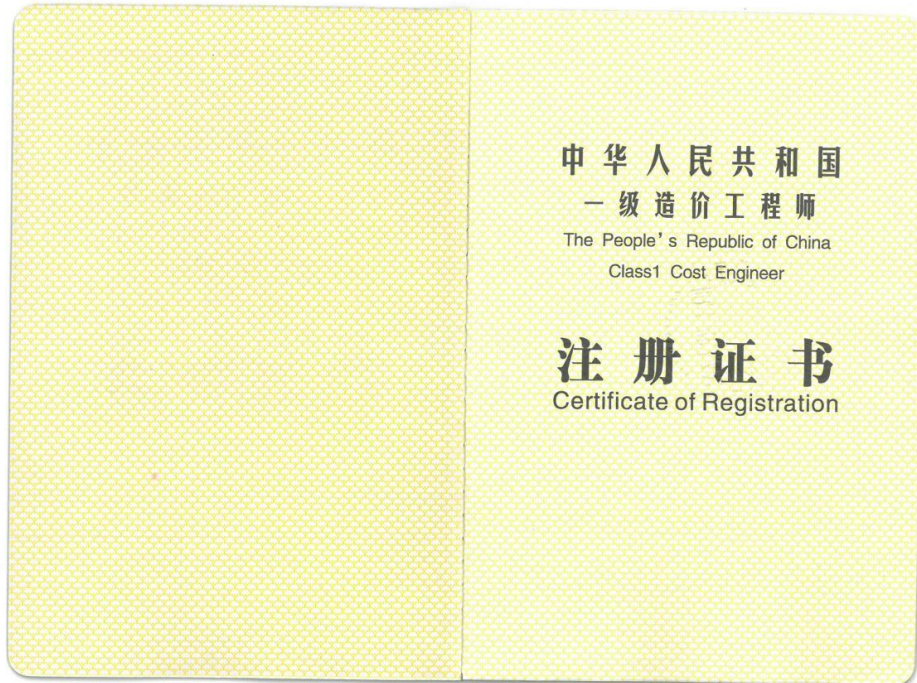 中华人民共和国
一级造价工程师
The People's Republic of China
Class1 Cost Engineer
注册证书
Certificate of Registration